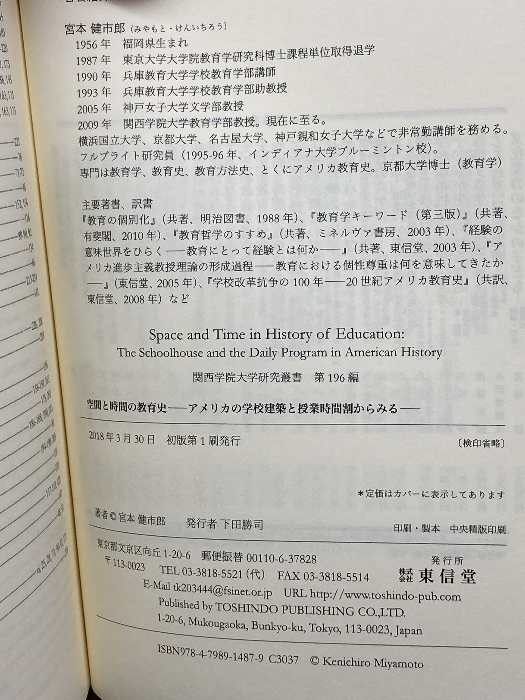 宮本 健市郎（みやもと・けんいちろう）
1956年　福岡県生まれ
1987年　東京大学大学院教育学研究科博士課程単位取得退学
1990年　兵庫教育大学学校教育学部講師
1993年　兵庫教育大学学校教育学部助教授
2005年　神戸女子大学文学部教授
2009年　関西学院大学教育学部教授。現在に至る。
横浜国立大学、京都大学、名古屋大学、神戸親和女子大学などで非常勤講師を務める。
フルブライト研究員（1995-96年、インディアナ大学ブルーミントン校）。
専門は教育学、教育史、教育方法史、とくにアメリカ教育史。京都大学博士（教育学）
主要著書、訳書
『教育の個別化』（共著、明治図書、1988年）、『教育学キーワード（第三版）』（共著、
有斐閣、2010年）、『教育哲学のすすめ』（共著、ミネルヴァ書房、2003年）、『経験の
意味世界をひらく――教育にとって経験とは何か――』（共著、東信堂、2003年）、『ア
メリカ進歩主義教授理論の形成過程――教育における個性尊重は何を意味してきたか
――』（東信堂、2005年）、『学校改革抗争の100年――20世紀アメリカ教育史』（共訳、
東信堂、2008年）など
Space and Time in History of Education:
The Schoolhouse and the Daily Program in American History
関西学院大学研究叢書　第196編
空間と時間の教育史――アメリカの学校建築と授業時間割からみる――
2018年3月30日　初版第1刷発行　〔検印省略〕
＊定価はカバーに表示してあります
著者©宮本 健市郎　発行者 下田勝司　印刷・製本　中央精版印刷
東京都文京区向丘1-20-6　郵便振替00110-6-37828
〒113-0023　TEL 03-3818-5521（代）　FAX 03-3818-5514
発行所
株式会社 東信堂
E-Mail tk203444@fsinet.or.jp　URL http://www.toshindo-pub.com
Published by TOSHINDO PUBLISHING CO.,LTD.
1-20-6, Mukougaoka, Bunkyo-ku, Tokyo, 113-0023, Japan
ISBN978-4-7989-1487-9 C3037　© Kenichiro Miyamoto